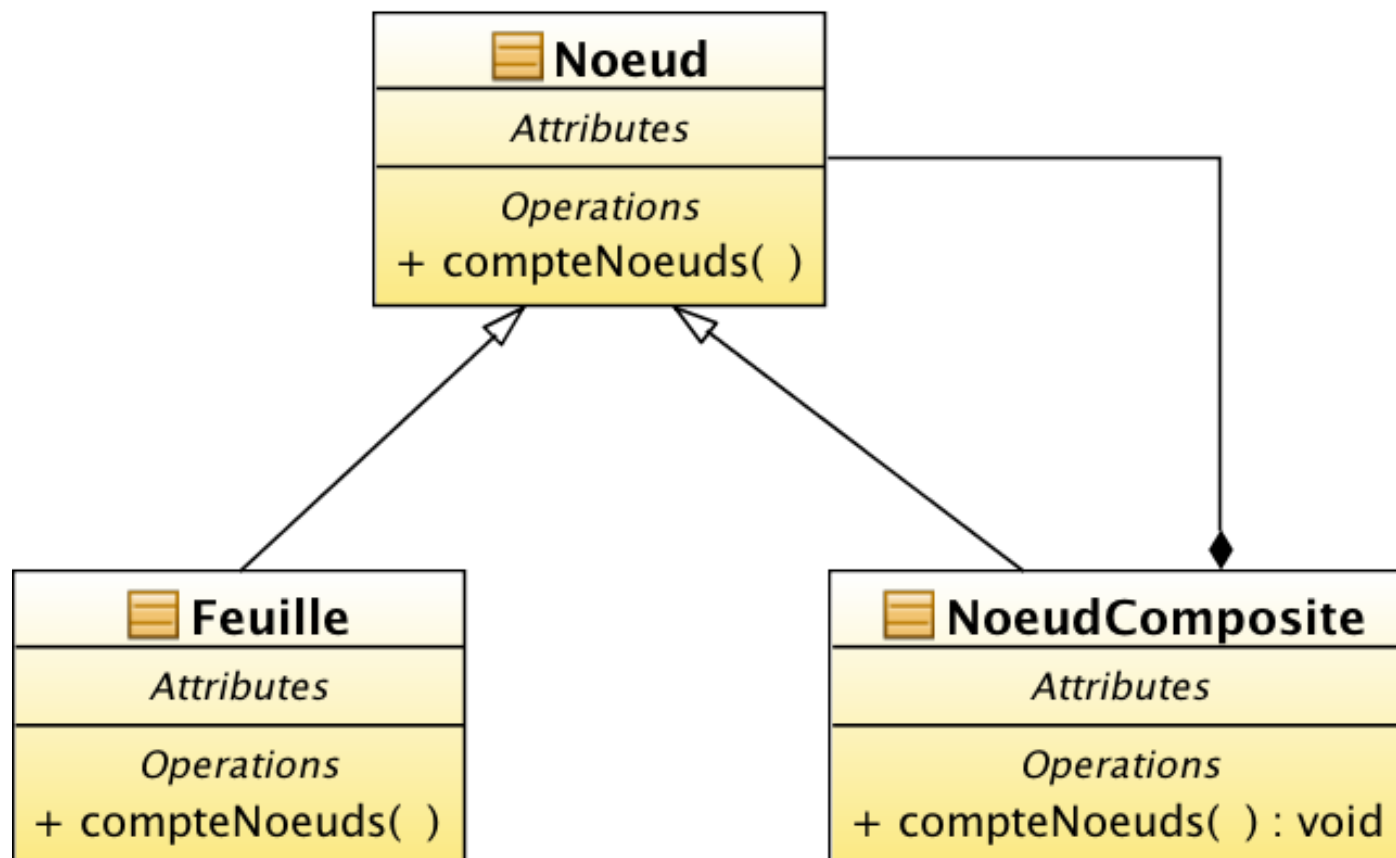 Noeud
Attributes
Operations
+ compteNoeuds( )
Feuille
Attributes
Operations
+ compteNoeuds( )
NoeudComposite
Attributes
Operations
+ compteNoeuds( ) : void